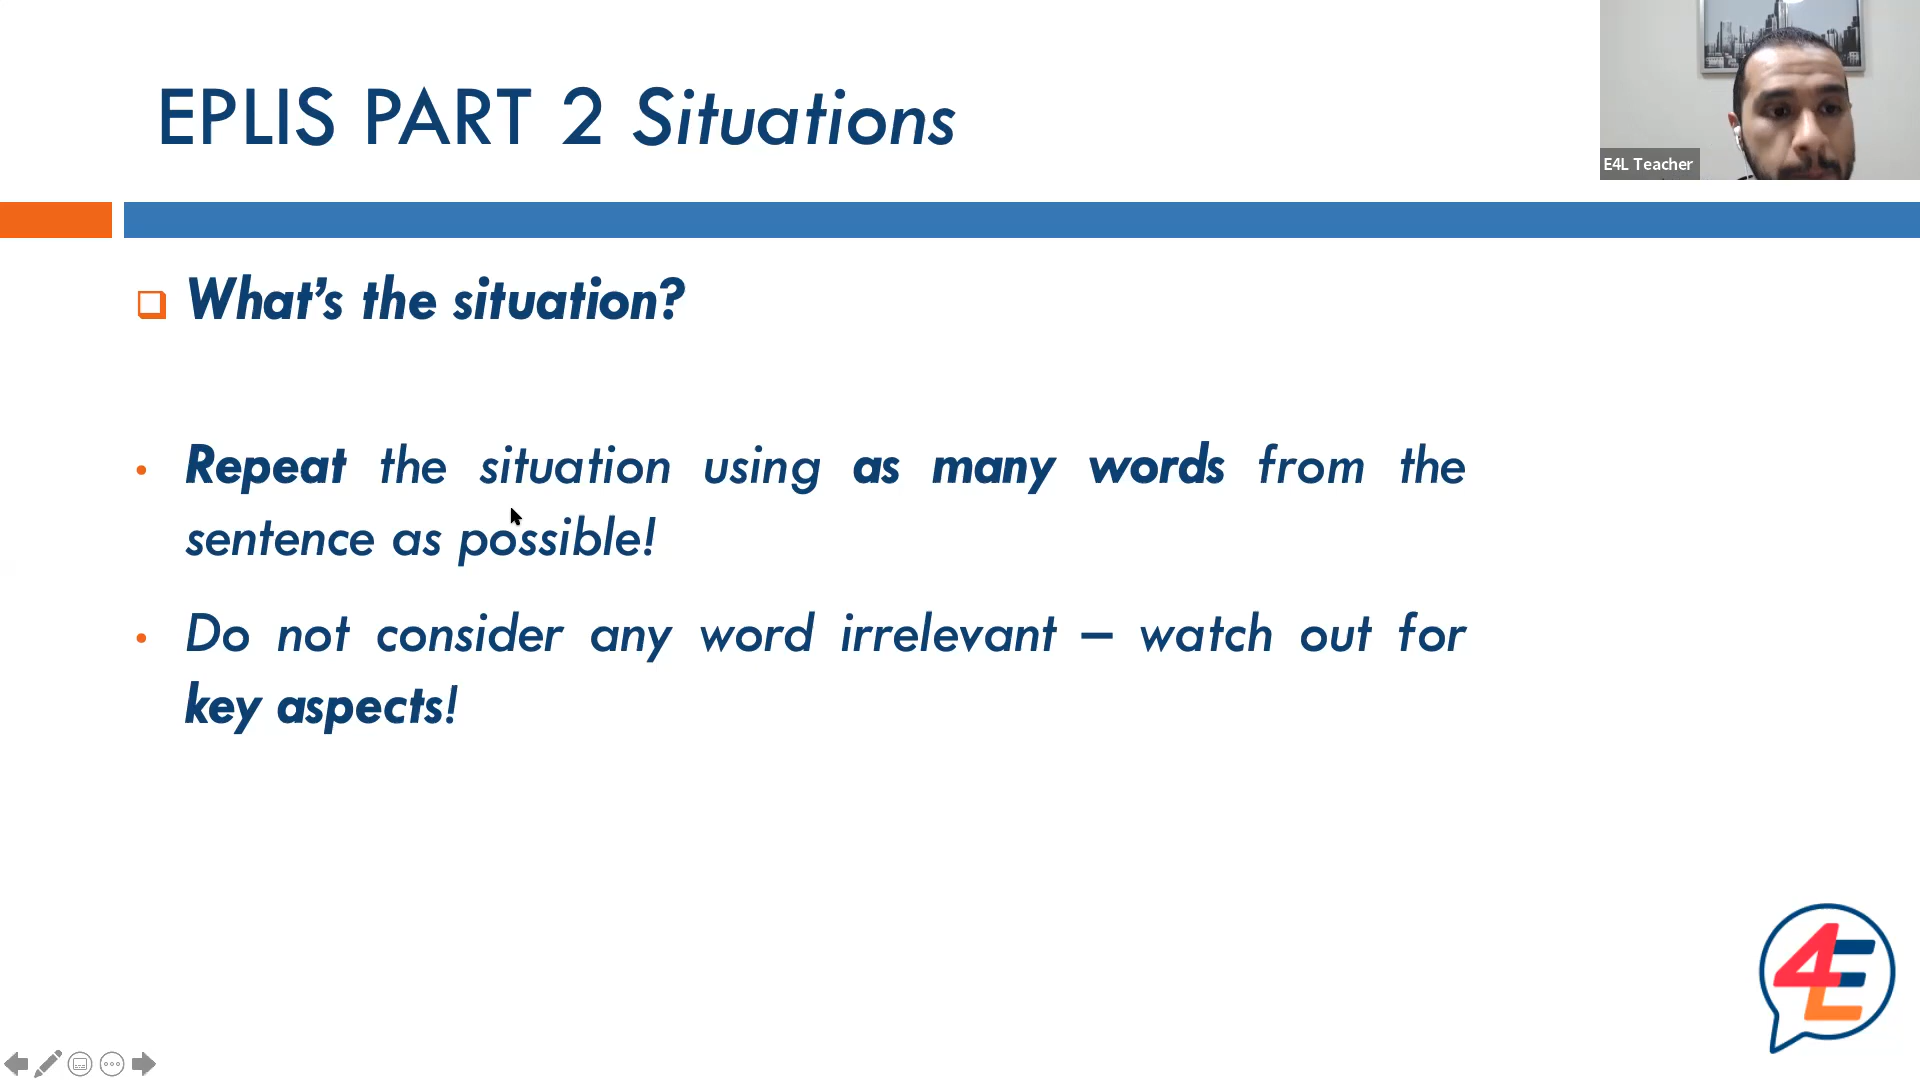 EPLIS PART 2 Situations
E4L Teacher
What's the situation?
Repeat the situation using as many words from the
sentence as possible!
Do not consider any word irrelevant – watch out for
key aspects!
4E